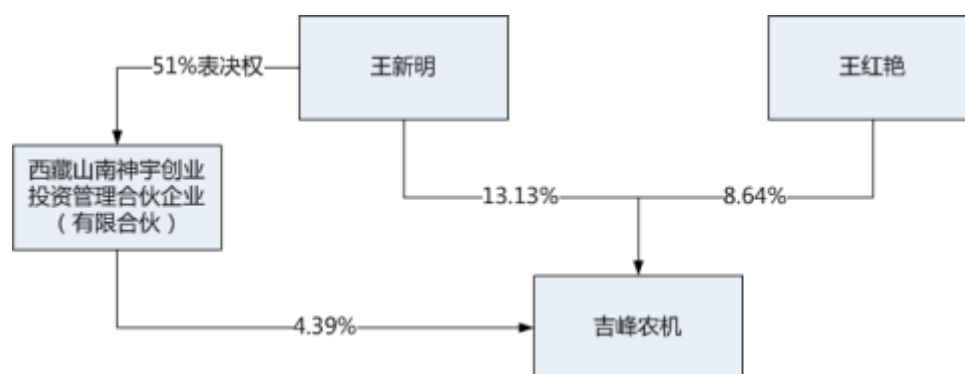 51%表决权
王新明
王红艳
西藏山南神宇创业
投资管理合伙企业
（有限合伙）
13.13%
8.64%
4.39%
吉峰农机